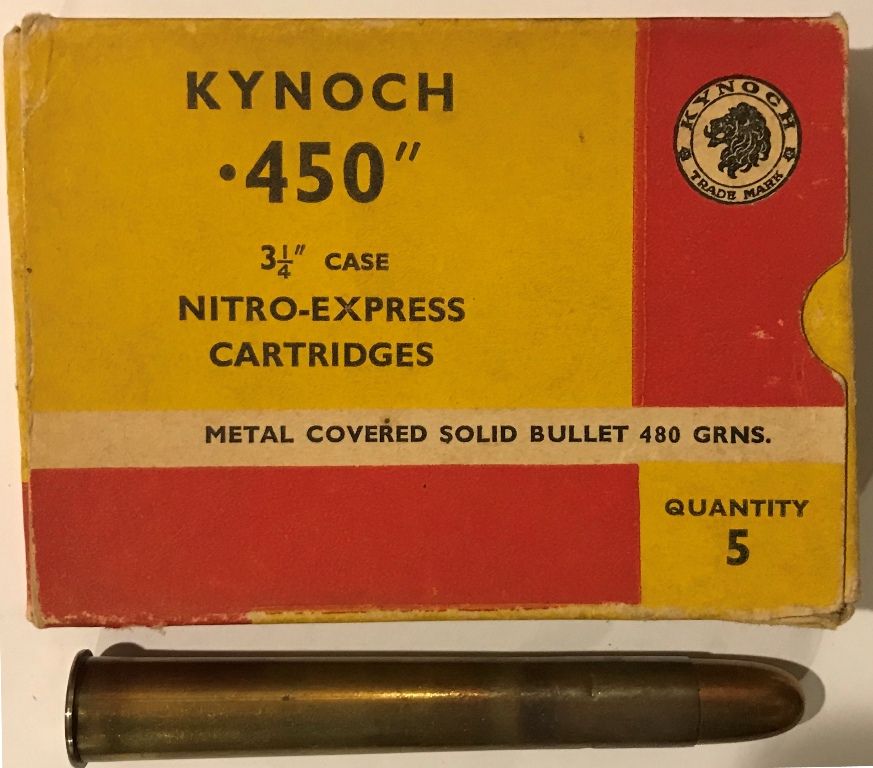 KYNOCH
·450"
3¼" CASE
NITRO-EXPRESS
CARTRIDGES
KYNOCH
TRADE MARK
METAL COVERED SOLID BULLET 480 GRNS.
QUANTITY
5